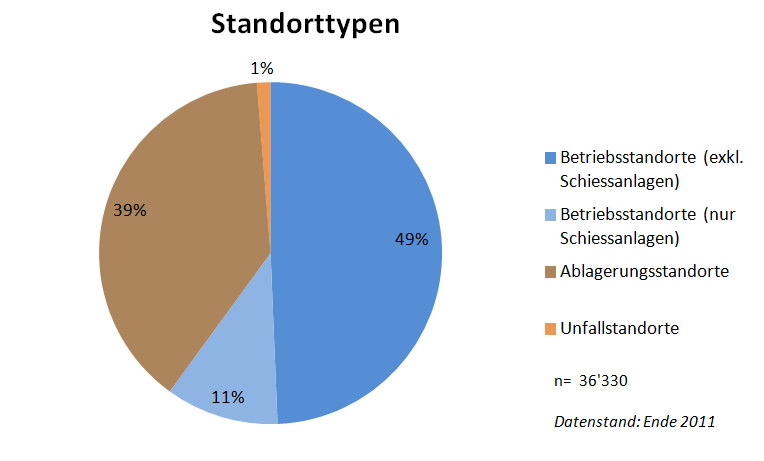 Standorttypen
1%
39%
49%
11%
Betriebsstandorte (exkl.
Schiessanlagen)
Betriebsstandorte (nur
Schiessanlagen)
Ablagerungsstandorte
Unfallstandorte
n= 36'330
Datenstand: Ende 2011